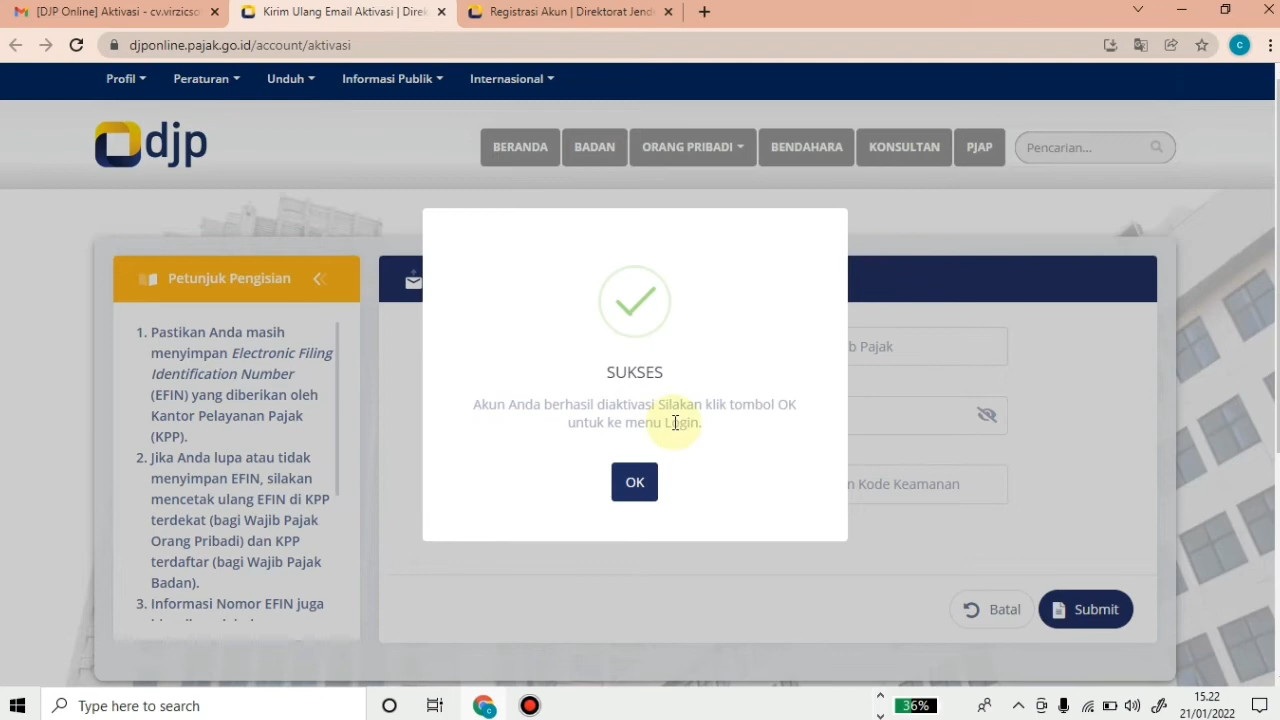 [DJP Online] Aktivasi - cv.virzicso
Kirim Ulang Email Aktivasi | Direk
Registrasi Akun | Direktorat Jend
djponline.pajak.go.id/account/aktivasi
C
Profil
Peraturan
Unduh
Informasi Publik
Internasional
djp
BERANDA
BADAN
ORANG PRIBADI
BENDAHARA
KONSULTAN
PJAP
Pencarian...
Petunjuk Pengisian
1. Pastikan Anda masih
menyimpan Electronic Filing
Identification Number
(EFIN) yang diberikan oleh
Kantor Pelayanan Pajak
(KPP).
2. Jika Anda lupa atau tidak
menyimpan EFIN, silakan
mencetak ulang EFIN di KPP
terdekat (bagi Wajib Pajak
Orang Pribadi) dan KPP
terdaftar (bagi Wajib Pajak
Badan).
3. Informasi Nomor EFIN juga
SUKSES
Akun Anda berhasil diaktivasi Silakan klik tombol OK
untuk ke menu Login.
OK
b Pajak
n Kode Keamanan
Batal
Submit
Type here to search
36%
15.22
21/01/2022